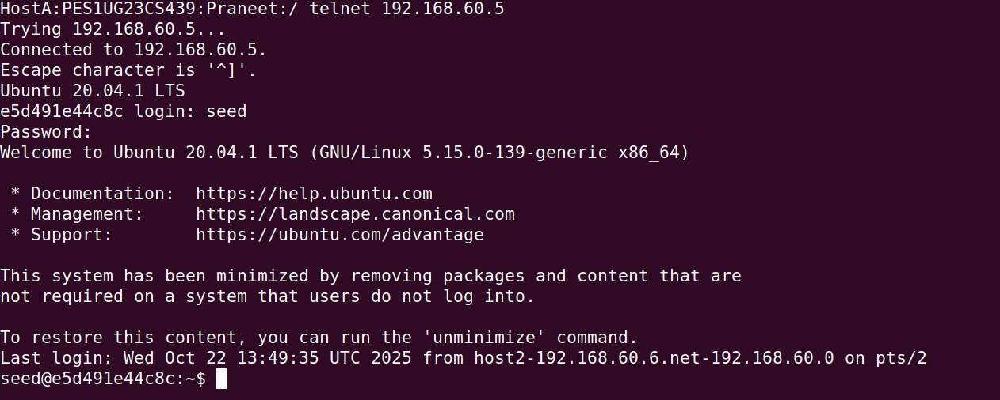 HostA:PES1UG23CS439:Praneet:/ telnet 192.168.60.5
Trying 192.168.60.5...
Connected to 192.168.60.5.
Escape character is '^]'.
Ubuntu 20.04.1 LTS
e5d491e44c8c login: seed
Password:
Welcome to Ubuntu 20.04.1 LTS (GNU/Linux 5.15.0-139-generic x86_64)

 * Documentation:  https://help.ubuntu.com
 * Management:     https://landscape.canonical.com
 * Support:        https://ubuntu.com/advantage

This system has been minimized by removing packages and content that are
not required on a system that users do not log into.

To restore this content, you can run the 'unminimize' command.
Last login: Wed Oct 22 13:49:35 UTC 2025 from host2-192.168.60.6.net-192.168.60.0 on pts/2
seed@e5d491e44c8c:~$